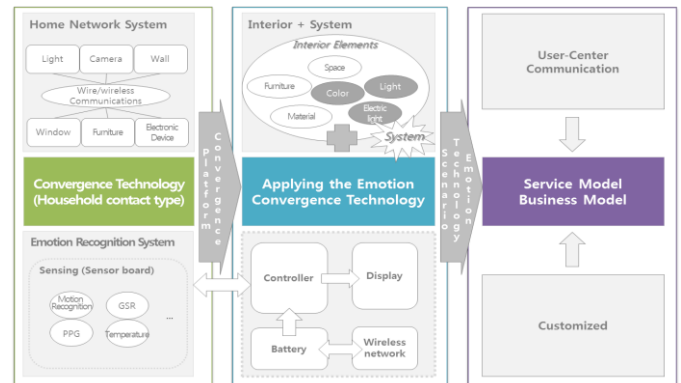 Home Network System
Light
Camera
Wall
Wire/wireless
Communications
Window
Furniture
Electronic
Device
Convergence Technology
(Household contact type)
Emotion Recognition System
Sensing (Sensor board)
Motion
Recognition
GSR
PPG
Temperature
...
Convergence
Platform
Interior + System
Interior Elements
Space
Furniture
Light
Color
Material
Electric
light
System
Applying the Emotion
Convergence Technology
Controller
Display
Battery
Wireless
network
Emotion
Technology
Scenario
User-Center
Communication
Service Model
Business Model
Customized